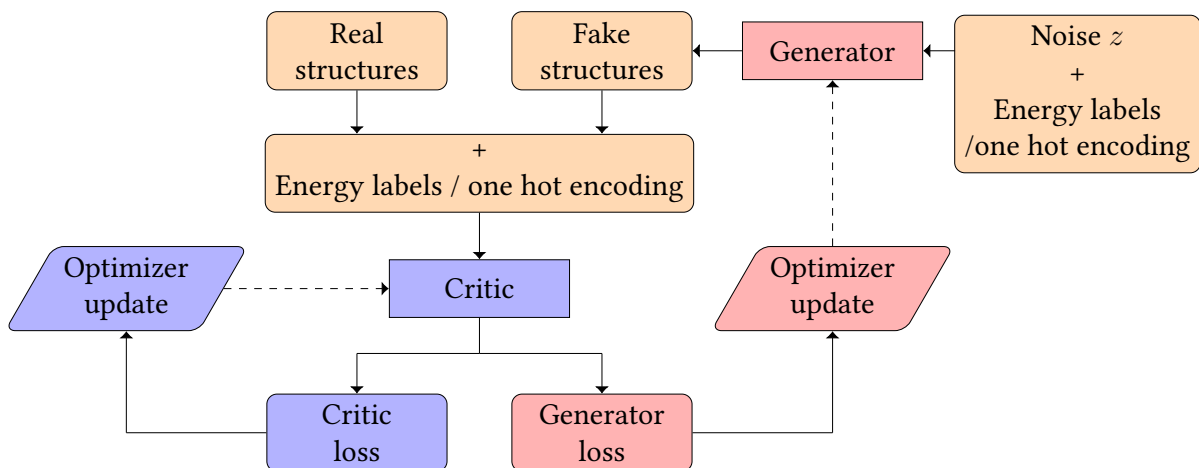 Real
structures
Fake
structures
Generator
Noise z
+
Energy labels
/one hot encoding
+
Energy labels / one hot encoding
Optimizer
update
Critic
Optimizer
update
Critic
loss
Generator
loss